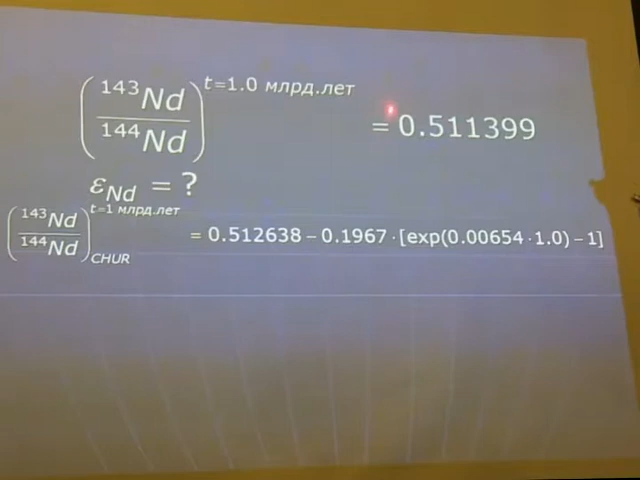 (¹⁴³Nd/¹⁴⁴Nd)^t=1.0 млрд.лет = 0.511399
εNd = ?
(¹⁴³Nd/¹⁴⁴Nd)CHUR^t=1 млрд.лет = 0.512638 – 0.1967 · [exp(0.00654 · 1.0) – 1]